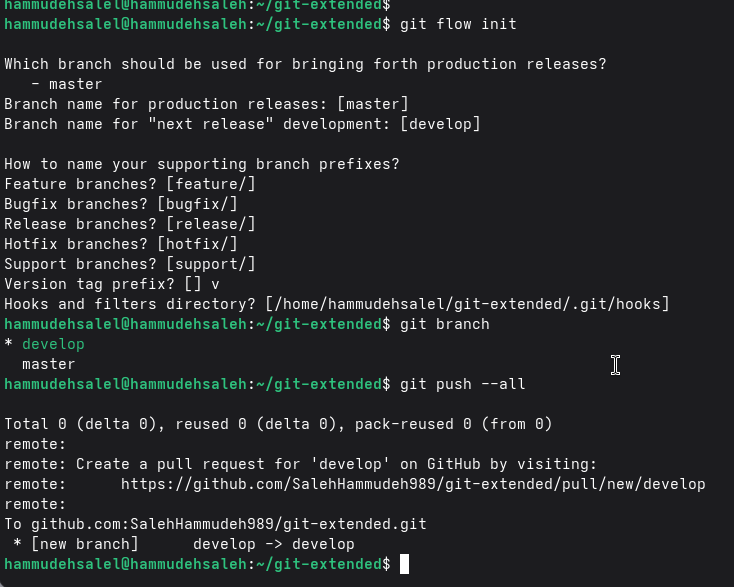 hammudehsalel@hammudehsaleh:~/git-extended$
hammudehsalel@hammudehsaleh:~/git-extended$ git flow init

Which branch should be used for bringing forth production releases?
   - master
Branch name for production releases: [master]
Branch name for "next release" development: [develop]

How to name your supporting branch prefixes?
Feature branches? [feature/]
Bugfix branches? [bugfix/]
Release branches? [release/]
Hotfix branches? [hotfix/]
Support branches? [support/]
Version tag prefix? [] v
Hooks and filters directory? [/home/hammudehsalel/git-extended/.git/hooks]
hammudehsalel@hammudehsaleh:~/git-extended$ git branch
* develop
  master
hammudehsalel@hammudehsaleh:~/git-extended$ git push --all

Total 0 (delta 0), reused 0 (delta 0), pack-reused 0 (from 0)
remote:
remote: Create a pull request for 'develop' on GitHub by visiting:
remote:      https://github.com/SalehHammudeh989/git-extended/pull/new/develop
remote:
To github.com:SalehHammudeh989/git-extended.git
 * [new branch]      develop -> develop
hammudehsalel@hammudehsaleh:~/git-extended$